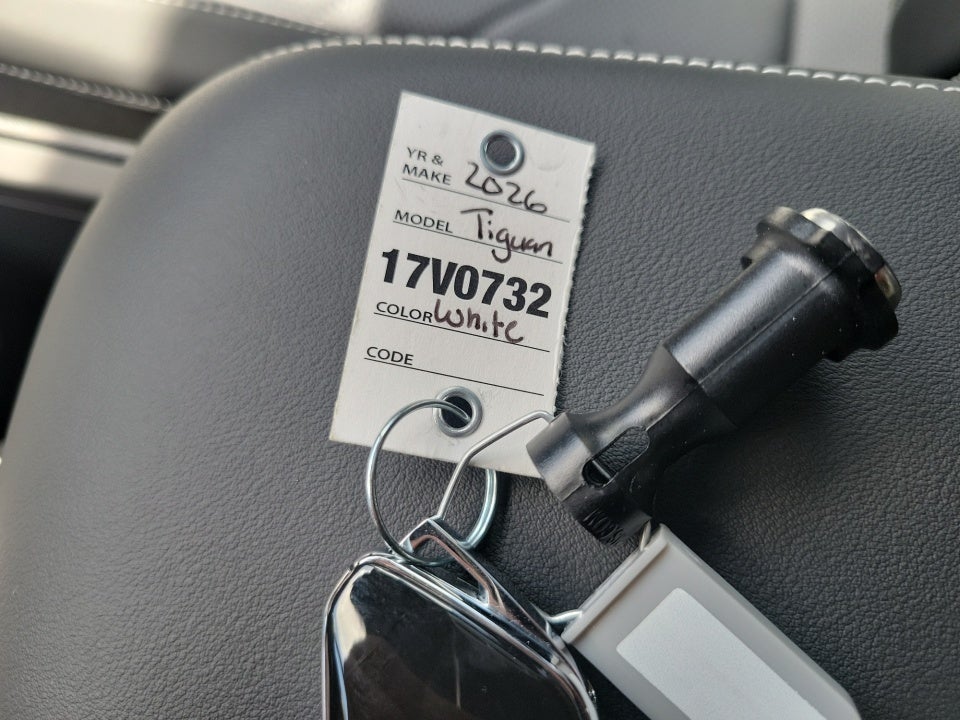 YR &
MAKE 2026
MODEL Tiguan
17V0732
COLOR White
CODE